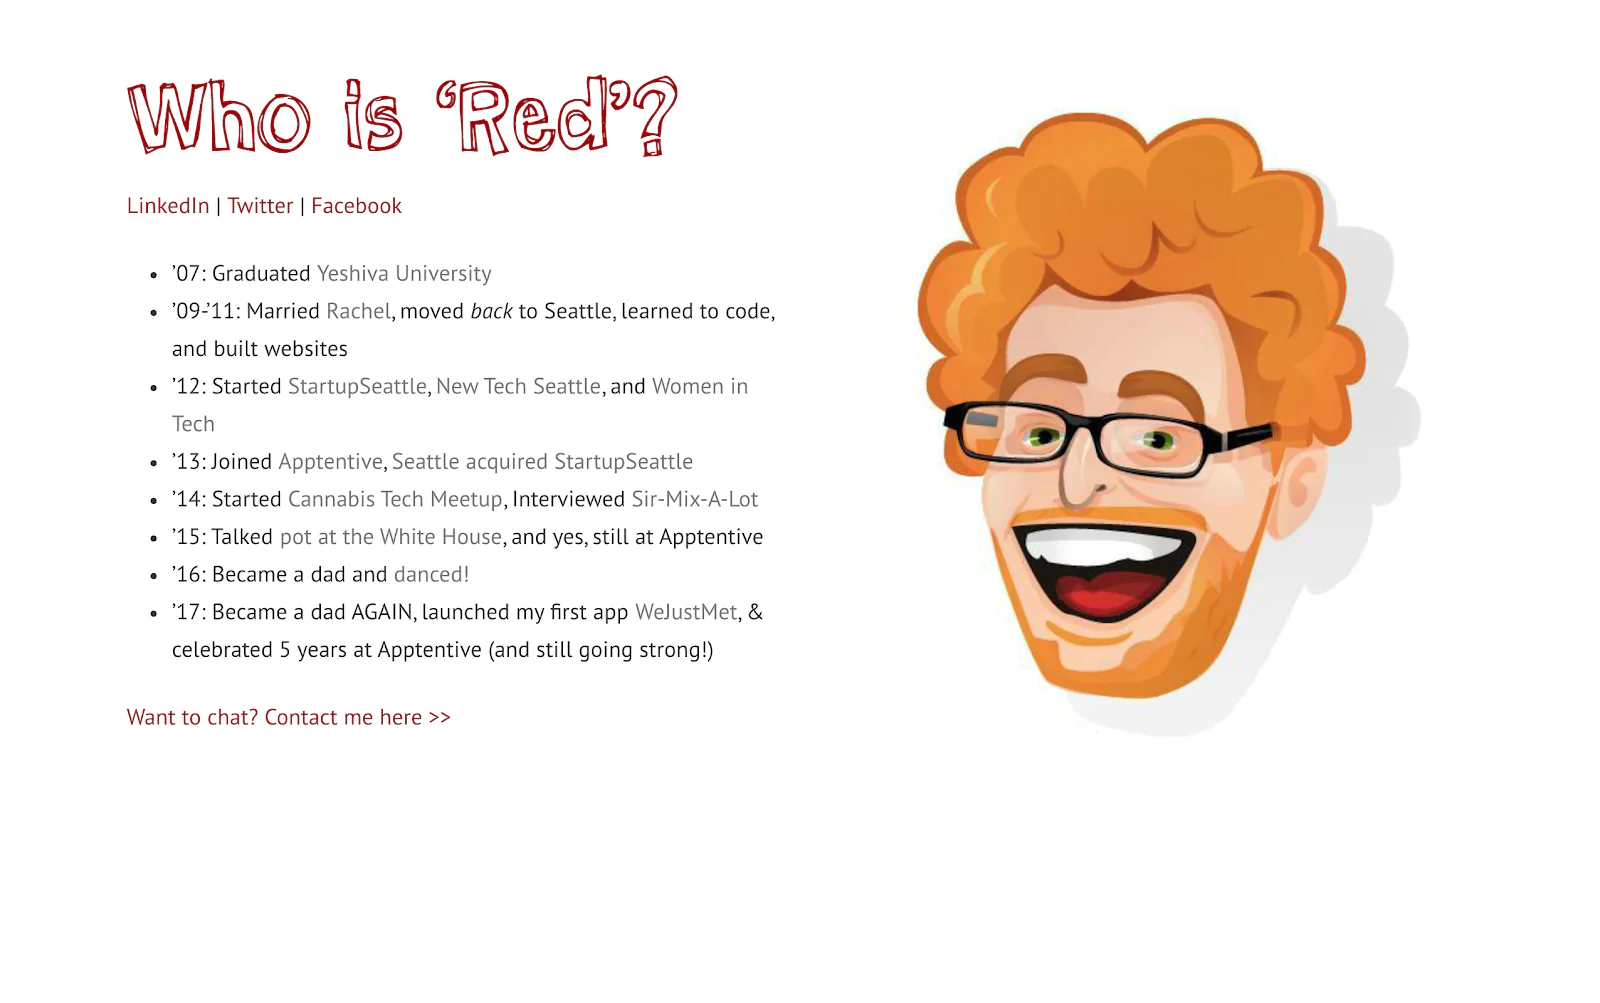 Who is ‘Red’?
LinkedIn | Twitter | Facebook
• ’07: Graduated Yeshiva University
• ’09-’11: Married Rachel, moved back to Seattle, learned to code,
and built websites
• ’12: Started StartupSeattle, New Tech Seattle, and Women in
Tech
• ’13: Joined Apptentive, Seattle acquired StartupSeattle
• ’14: Started Cannabis Tech Meetup, Interviewed Sir-Mix-A-Lot
• ’15: Talked pot at the White House, and yes, still at Apptentive
• ’16: Became a dad and danced!
• ’17: Became a dad AGAIN, launched my first app WeJustMet, &
celebrated 5 years at Apptentive (and still going strong!)
Want to chat? Contact me here >>